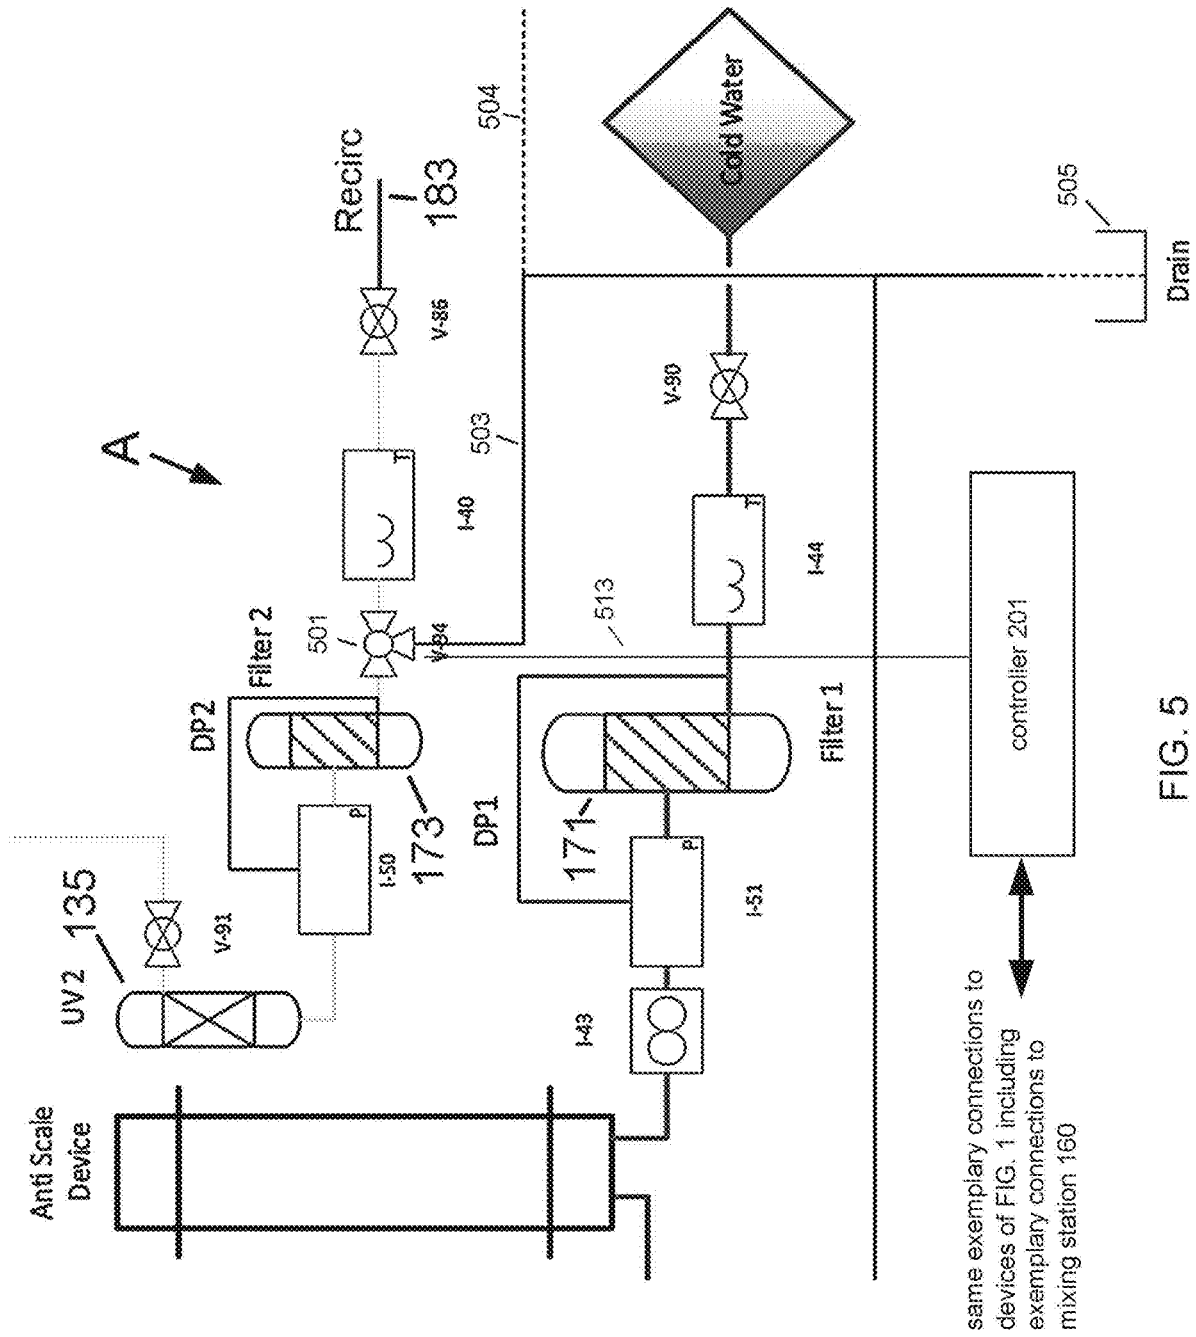 Anti Scale
Device
UV 2
135
V-91
DP2
I-50
P
173
Filter 2
501
V-94
I-40
T
A
V-86
Recirc
183
503
504
I-43
DP1
I-51
P
171
Filter 1
513
I-44
T
V-90
Cold Water
505
Drain
controller 201
same exemplary connections to
devices of FIG. 1 including
exemplary connections to
mixing station 160
FIG. 5